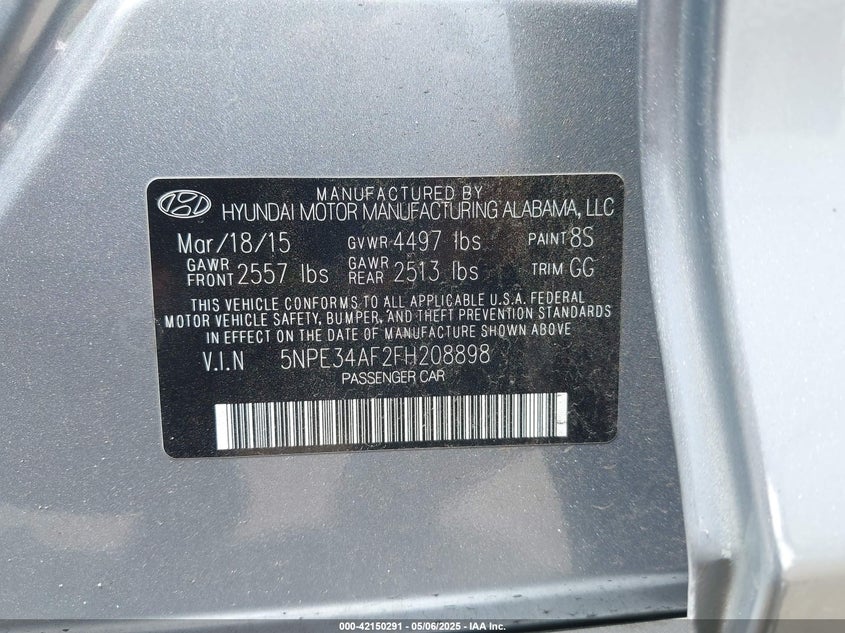 MANUFACTURED BY
HYUNDAI MOTOR MANUFACTURING ALABAMA, LLC
Mar/18/15 GVWR 4497 lbs PAINT 8S
GAWR FRONT 2557 lbs GAWR REAR 2513 lbs TRIM GG
THIS VEHICLE CONFORMS TO ALL APPLICABLE U.S.A. FEDERAL
MOTOR VEHICLE SAFETY, BUMPER, AND THEFT PREVENTION STANDARDS
IN EFFECT ON THE DATE OF MANUFACTURE SHOWN ABOVE
V.I.N 5NPE34AF2FH208898
PASSENGER CAR
000-42150291 - 05/06/2025 - IAA Inc.